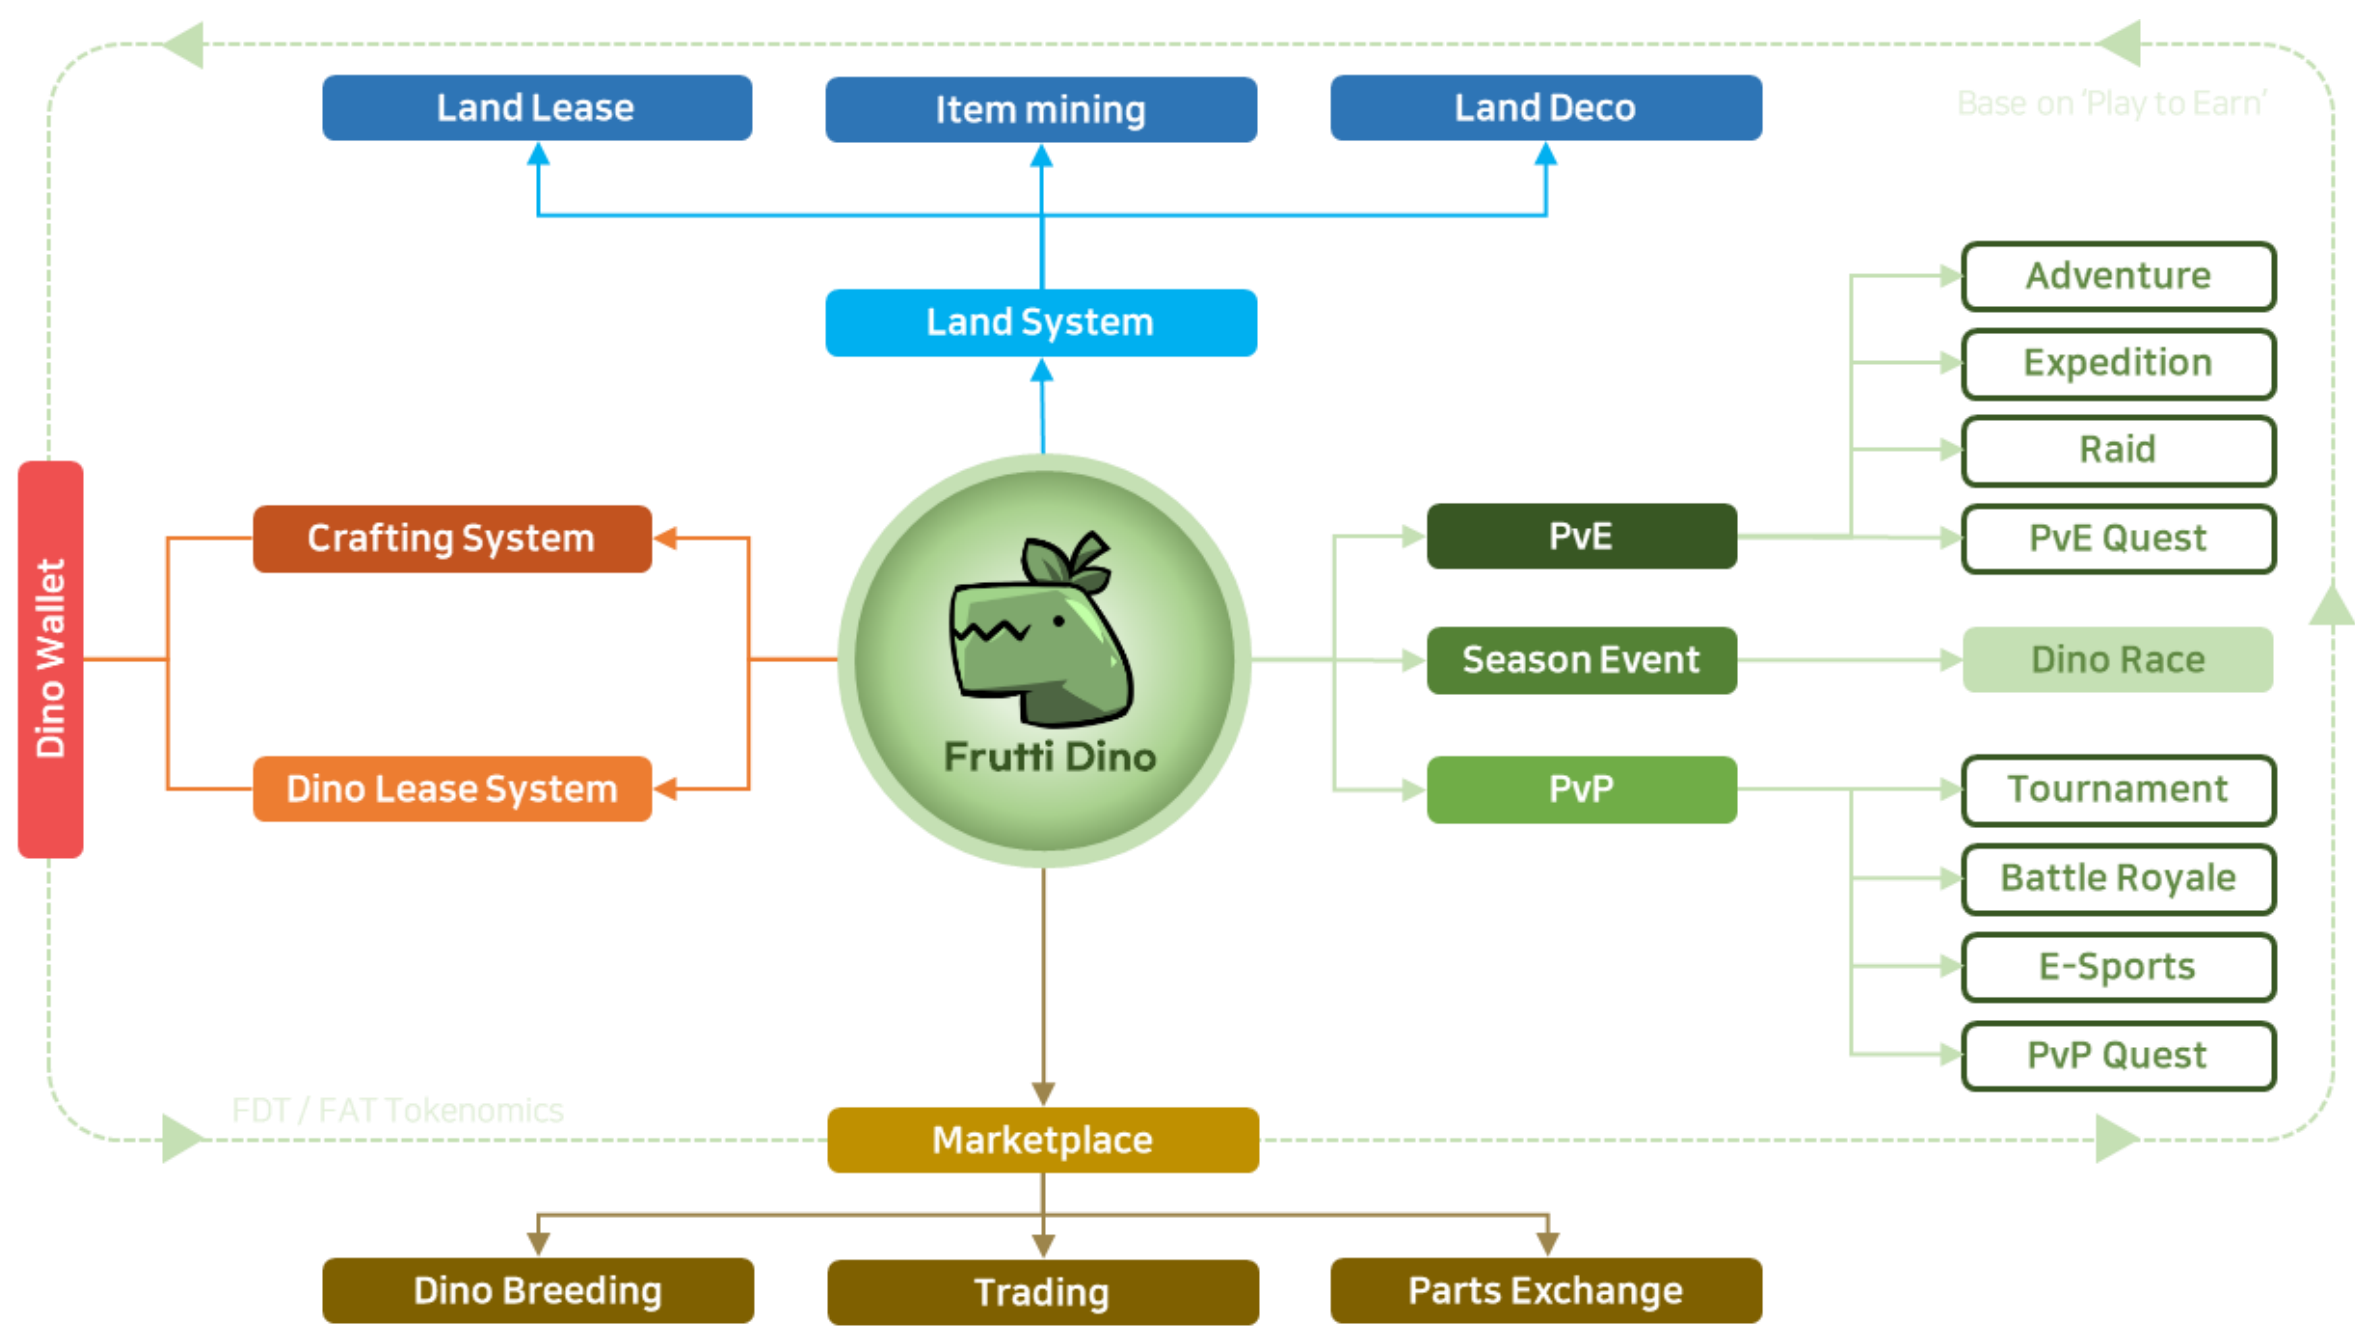 Land Lease
Item mining
Land Deco
Base on ‘Play to Earn’
Land System
Adventure
Expedition
Raid
PvE Quest
Crafting System
PvE
Dino Wallet
Season Event
Dino Race
Frutti Dino
Dino Lease System
PvP
Tournament
Battle Royale
E-Sports
PvP Quest
FDT / FAT Tokenomics
Marketplace
Dino Breeding
Trading
Parts Exchange